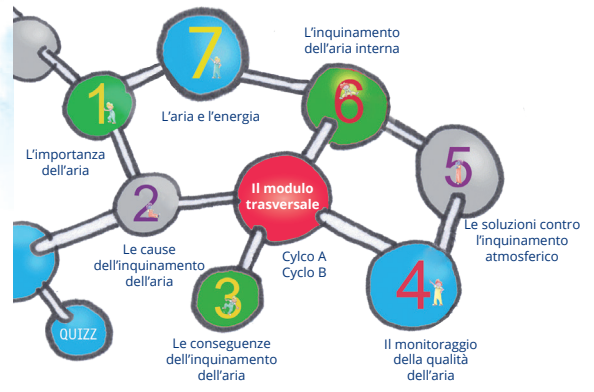 L'inquinamento
dell'aria interna
7
1
6
L'aria e l'energia
L'importanza
dell'aria
5
Il modulo
trasversale
2
Le soluzioni contro
l'inquinamento
atmosferico
Le cause
dell'inquinamento
dell'aria
Cylco A
Cyclo B
4
3
QUIZZ
Le conseguenze
dell'inquinamento
dell'aria
Il monitoraggio
della qualità
dell'aria